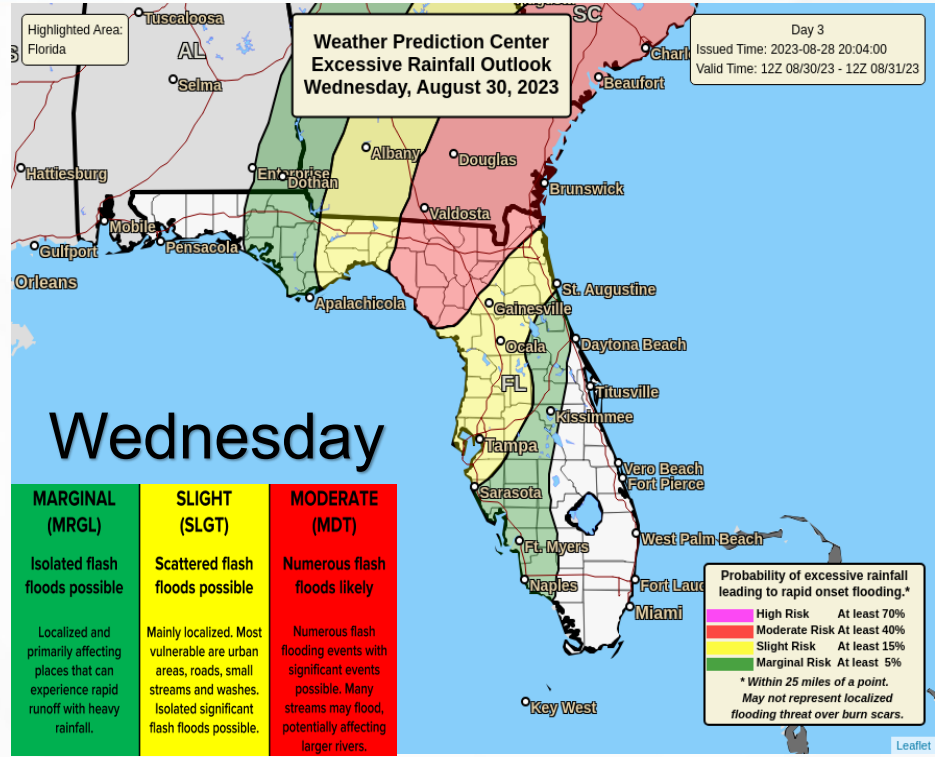 Highlighted Area:
Florida
Weather Prediction Center
Excessive Rainfall Outlook
Wednesday, August 30, 2023
Day 3
Issued Time: 2023-08-28 20:04:00
Valid Time: 12Z 08/30/23 - 12Z 08/31/23
Tuscaloosa
SC
AL
Charl
Selma
Beaufort
Albany
Douglas
Hattiesburg
Enterprise
Dothan
Brunswick
Valdosta
Mobile
Gulfport
Pensacola
Orleans
St. Augustine
Apalachicola
Gainesville
Ocala
Daytona Beach
FL
Titusville
Kissimmee
Wednesday
Tampa
Vero Beach
Fort Pierce
Sarasota
West Palm Beach
Ft. Myers
Naples
Fort Laud
Miami
Key West
MARGINAL
(MRGL)
Isolated flash
floods possible
Localized and
primarily affecting
places that can
experience rapid
runoff with heavy
rainfall.
SLIGHT
(SLGT)
Scattered flash
floods possible
Mainly localized. Most
vulnerable are urban
areas, roads, small
streams and washes.
Isolated significant
flash floods possible.
MODERATE
(MDT)
Numerous flash
floods likely
Numerous flash
flooding events with
significant events
possible. Many
streams may flood,
potentially affecting
larger rivers.
Probability of excessive rainfall
leading to rapid onset flooding.*
High Risk At least 70%
Moderate Risk At least 40%
Slight Risk At least 15%
Marginal Risk At least 5%
* Within 25 miles of a point.
May not represent localized
flooding threat over burn scars.
Leaflet